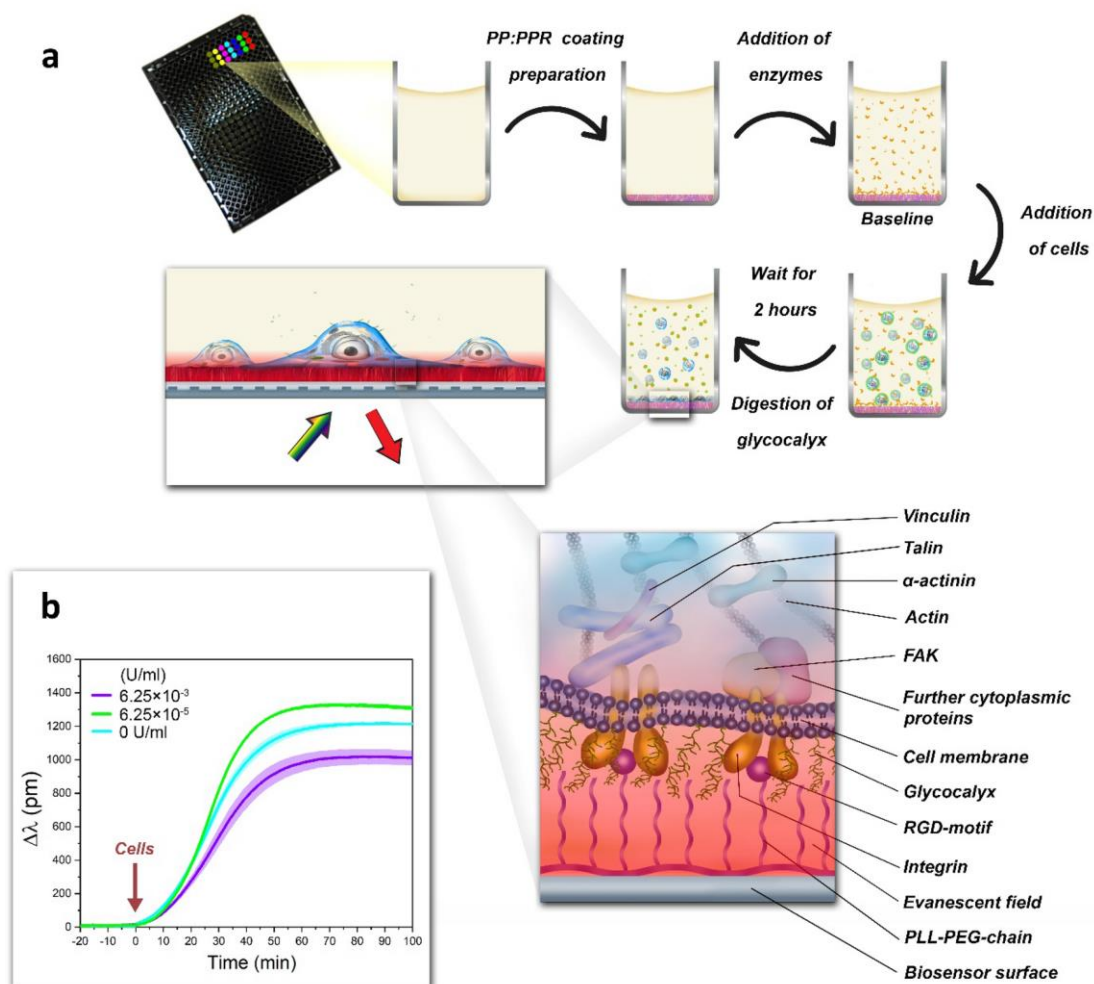 a
PP:PPR coating
preparation
Addition of
enzymes
Baseline
Addition
of cells
Wait for
2 hours
Digestion of
glycocalyx
Vinculin
Talin
α-actinin
Actin
FAK
Further cytoplasmic
proteins
Cell membrane
Glycocalyx
RGD-motif
Integrin
Evanescent field
PLL-PEG-chain
Biosensor surface
b
(U/ml)
6.25×10⁻³
6.25×10⁻⁵
0 U/ml
Cells
Δλ (pm)
1600
1400
1200
1000
800
600
400
200
0
-20 -10 0 10 20 30 40 50 60 70 80 90 100
Time (min)